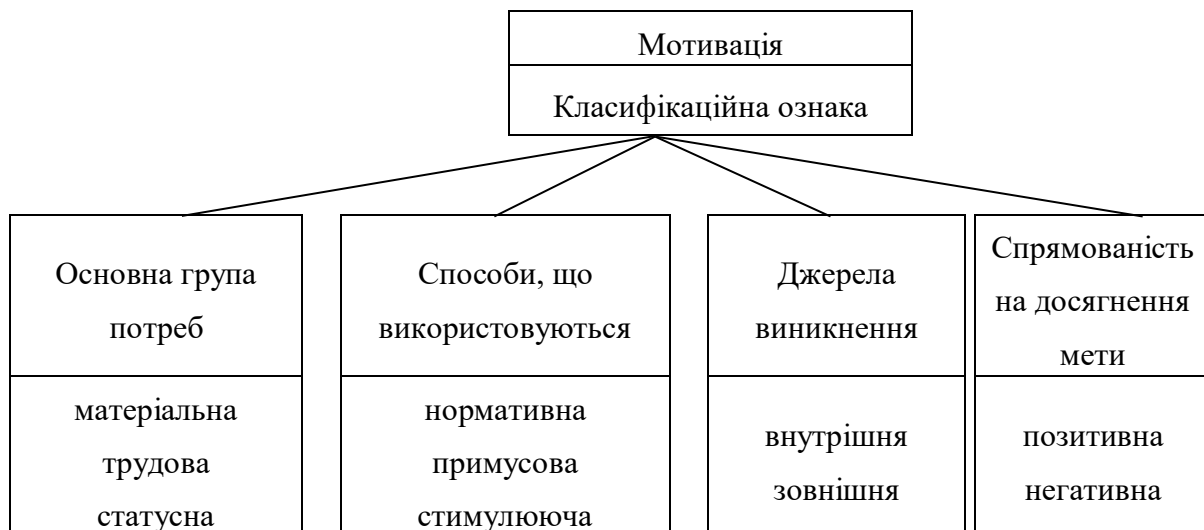 Мотивація
Класифікаційна ознака
Основна група
потреб
матеріальна
трудова
статусна
Способи, що
використовуються
нормативна
примусова
стимулююча
Джерела
виникнення
внутрішня
зовнішня
Спрямованість
на досягнення
мети
позитивна
негативна